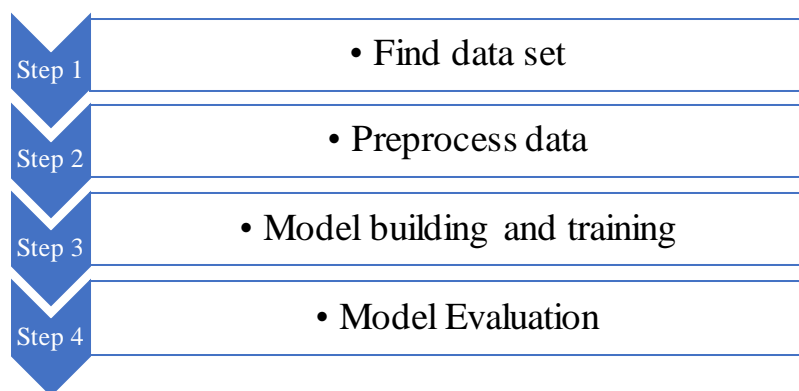 Step 1
• Find data set
Step 2
• Preprocess data
Step 3
• Model building and training
Step 4
• Model Evaluation